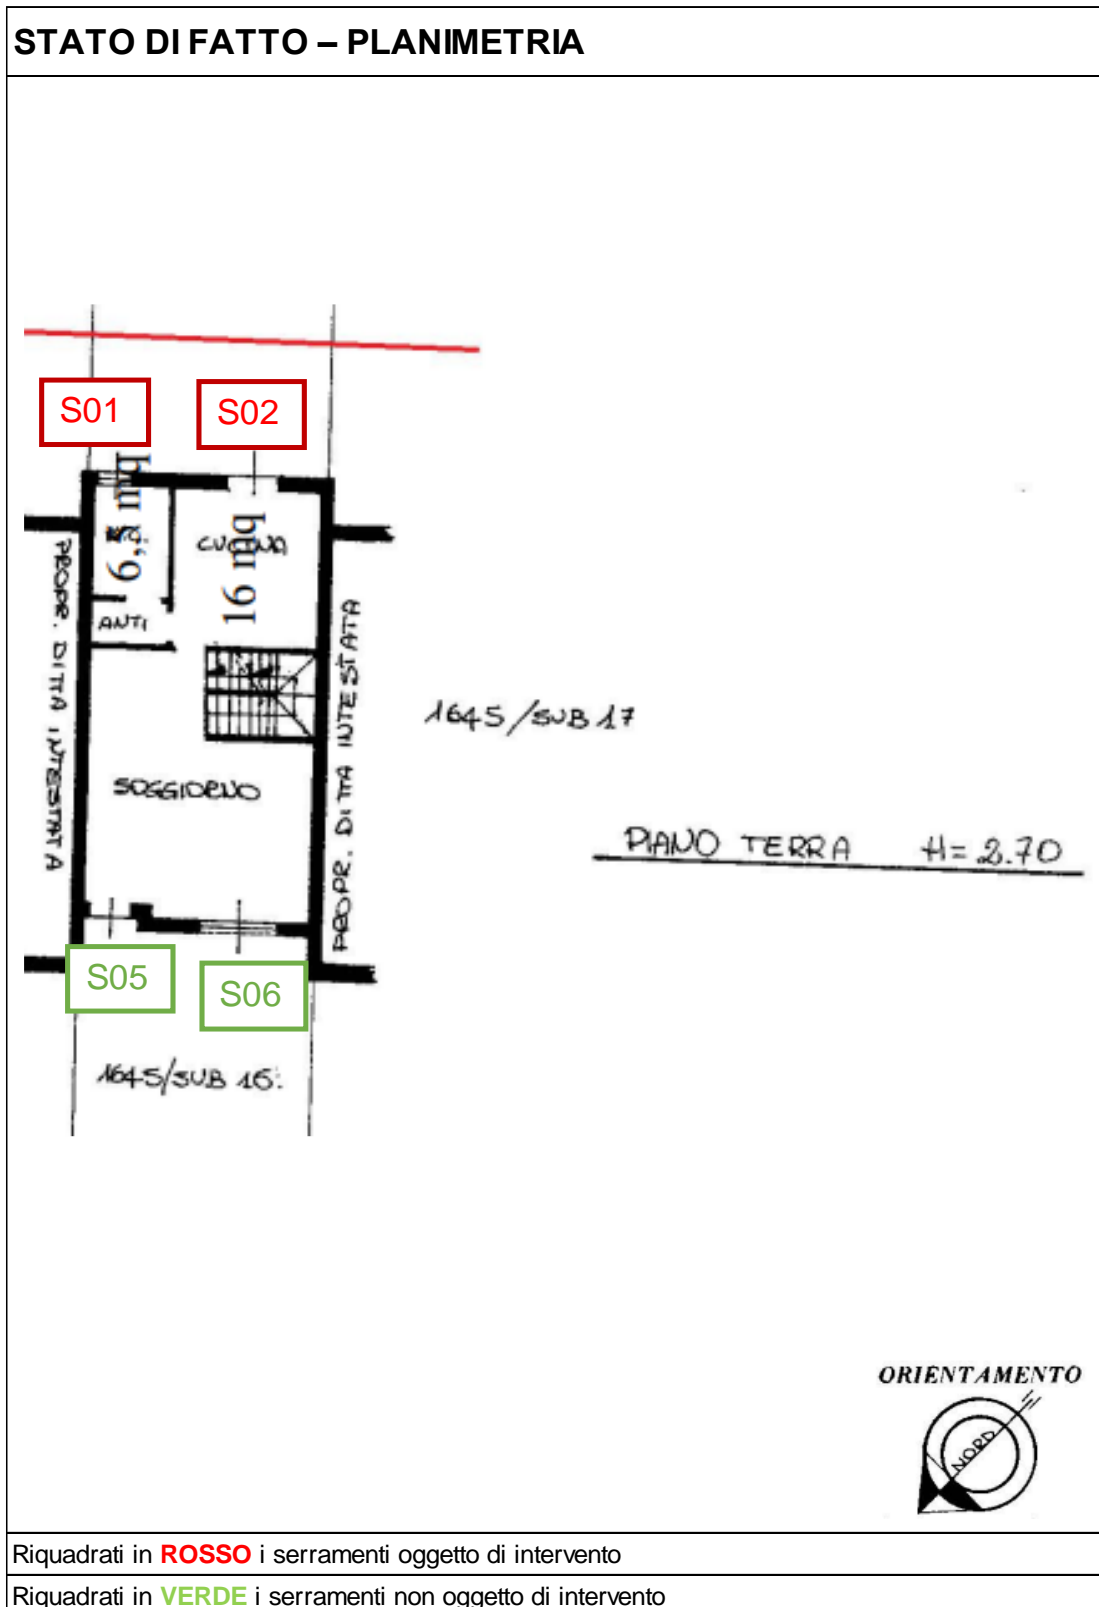 STATO DI FATTO – PLANIMETRIA
S01
S02
6,5 mq
CUCINA
16 mq
ANTI
PROPR. DITTA INTESTATA
PROPR. DITTA INTESTATA
1645/SUB 17
SOGGIORNO
PIANO TERRA H= 2.70
S05
S06
1645/SUB 16
ORIENTAMENTO
NORD
Riquadrati in ROSSO i serramenti oggetto di intervento
Riquadrati in VERDE i serramenti non oggetto di intervento